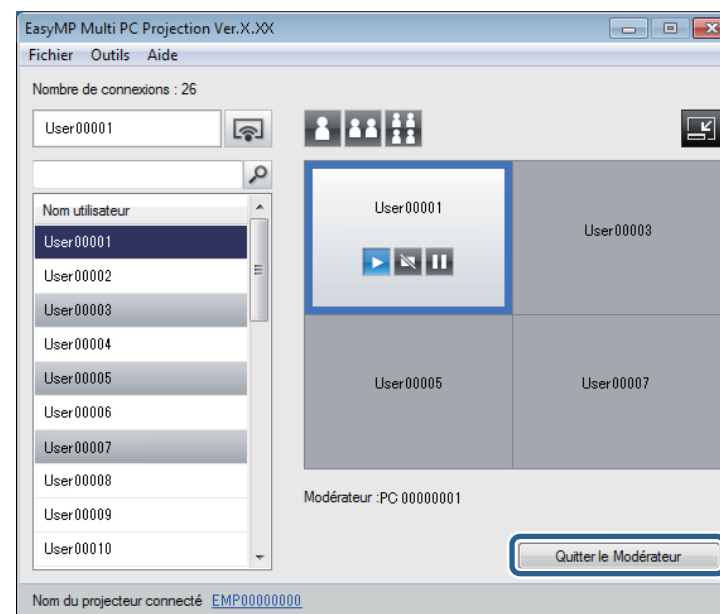 EasyMP Multi PC Projection Ver.X.XX
Fichier Outils Aide
Nombre de connexions : 26
User00001
Nom utilisateur
User00001
User00002
User00003
User00004
User00005
User00006
User00007
User00008
User00009
User00010
User00001
User00003
User00005
User00007
Modérateur :PC 00000001
Quitter le Modérateur
Nom du projecteur connecté EMP00000000